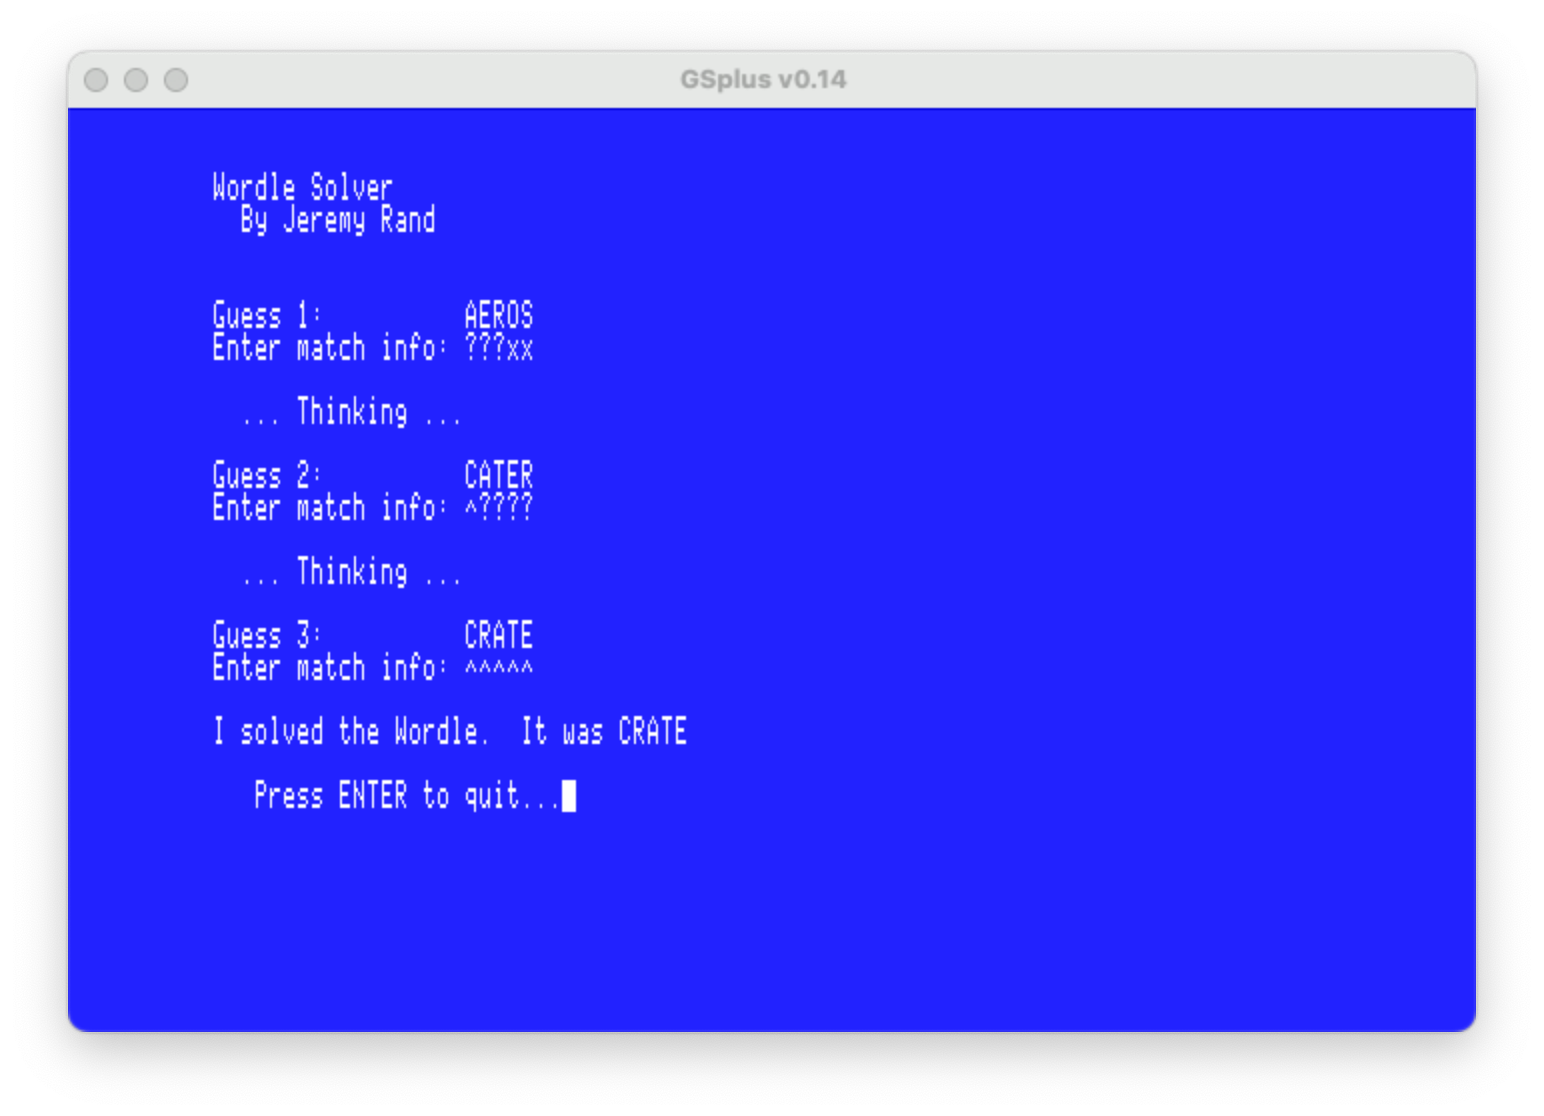 GSplus v0.14
Wordle Solver
By Jeremy Rand
Guess 1: AEROS
Enter match info: ???xx
... Thinking ...
Guess 2: CATER
Enter match info: ^????
... Thinking ...
Guess 3: CRATE
Enter match info: ^^^^^
I solved the Wordle. It was CRATE
Press ENTER to quit...